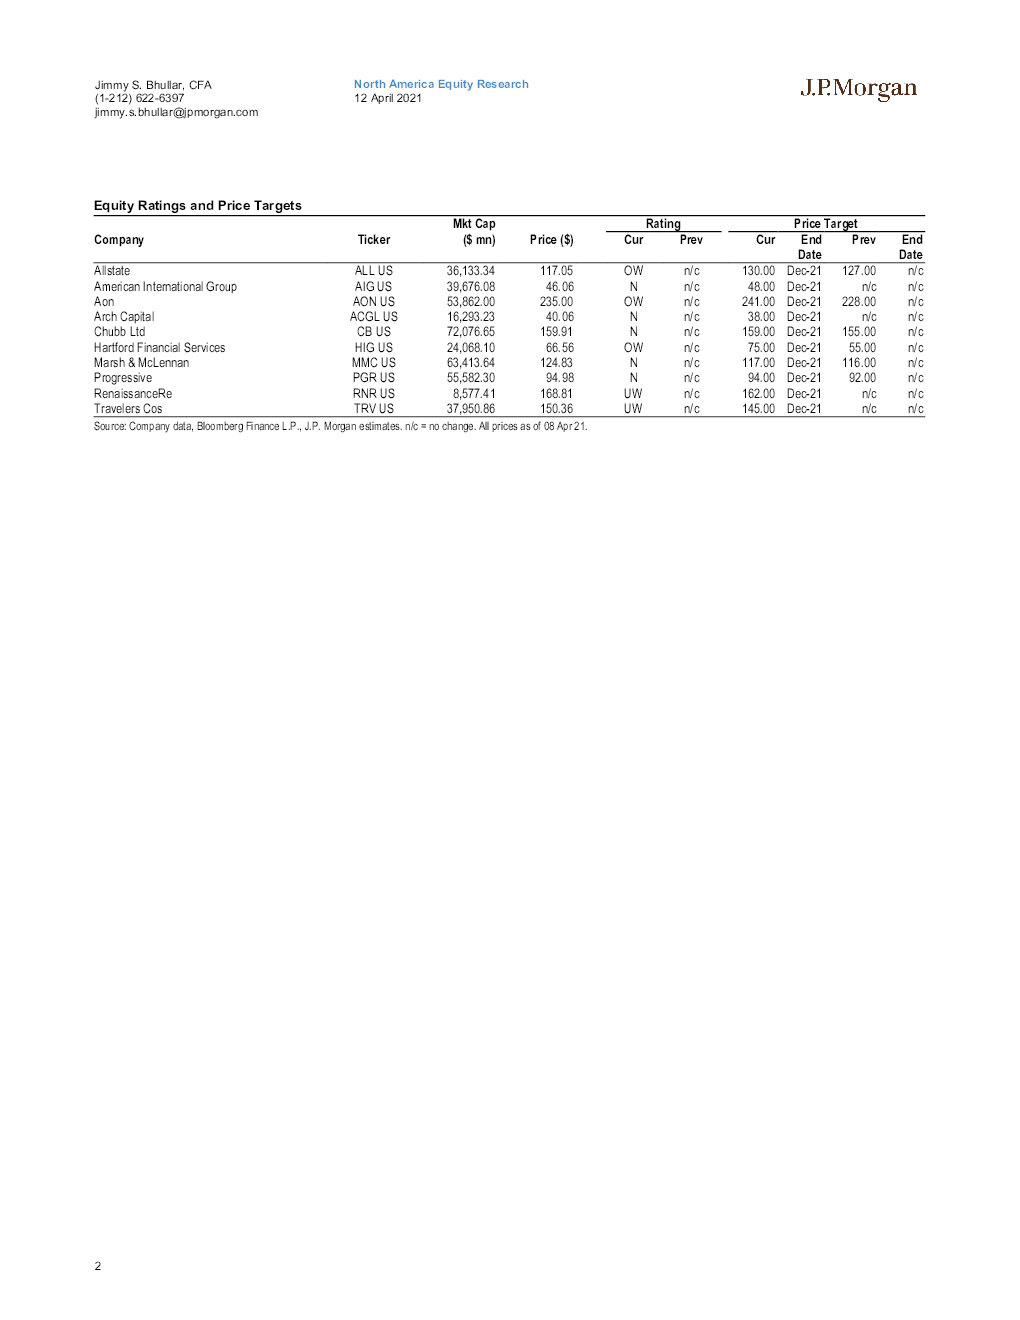 Jimmy S. Bhullar, CFA
(1-212) 622-6397
jimmy.s.bhullar@jpmorgan.com
North America Equity Research
12 April 2021
J.P.Morgan
Equity Ratings and Price Targets
Mkt Cap Rating Price Target
Company Ticker ($ mn) Price ($) Cur Prev Cur End Prev End
Date Date
Allstate ALL US 36,133.34 117.05 OW n/c 130.00 Dec-21 127.00 n/c
American International Group AIG US 39,676.08 46.06 N n/c 48.00 Dec-21 n/c n/c
Aon AON US 53,862.00 235.00 OW n/c 241.00 Dec-21 228.00 n/c
Arch Capital ACGL US 16,293.23 40.06 N n/c 38.00 Dec-21 n/c n/c
Chubb Ltd CB US 72,076.65 159.91 N n/c 159.00 Dec-21 155.00 n/c
Hartford Financial Services HIG US 24,068.10 66.56 OW n/c 75.00 Dec-21 55.00 n/c
Marsh & McLennan MMC US 63,413.64 124.83 N n/c 117.00 Dec-21 116.00 n/c
Progressive PGR US 55,582.30 94.98 N n/c 94.00 Dec-21 92.00 n/c
RenaissanceRe RNR US 8,577.41 168.81 UW n/c 162.00 Dec-21 n/c n/c
Travelers Cos TRV US 37,950.86 150.36 UW n/c 145.00 Dec-21 n/c n/c
Source: Company data, Bloomberg Finance L.P., J.P. Morgan estimates. n/c = no change. All prices as of 08 Apr 21.
2